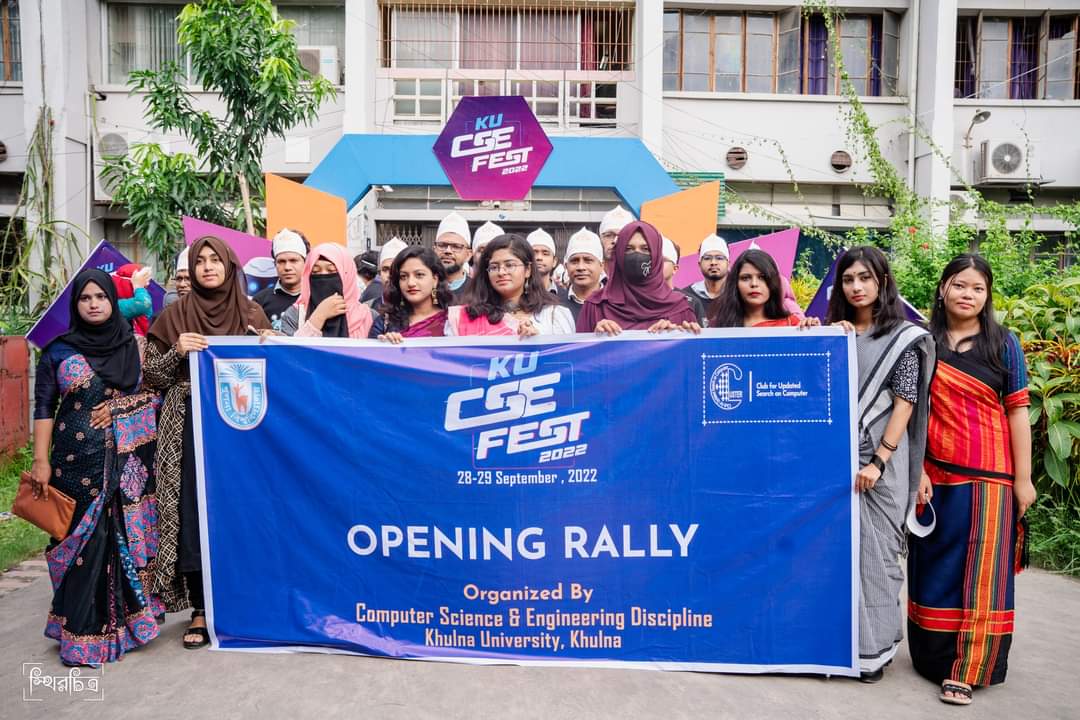 KU
CSE
FEST
2022
KU
CSE
FEST
2022
28-29 September , 2022
Club for Updated
Search on Computer
OPENING RALLY
Organized By
Computer Science & Engineering Discipline
Khulna University, Khulna
স্থিরচিত্র